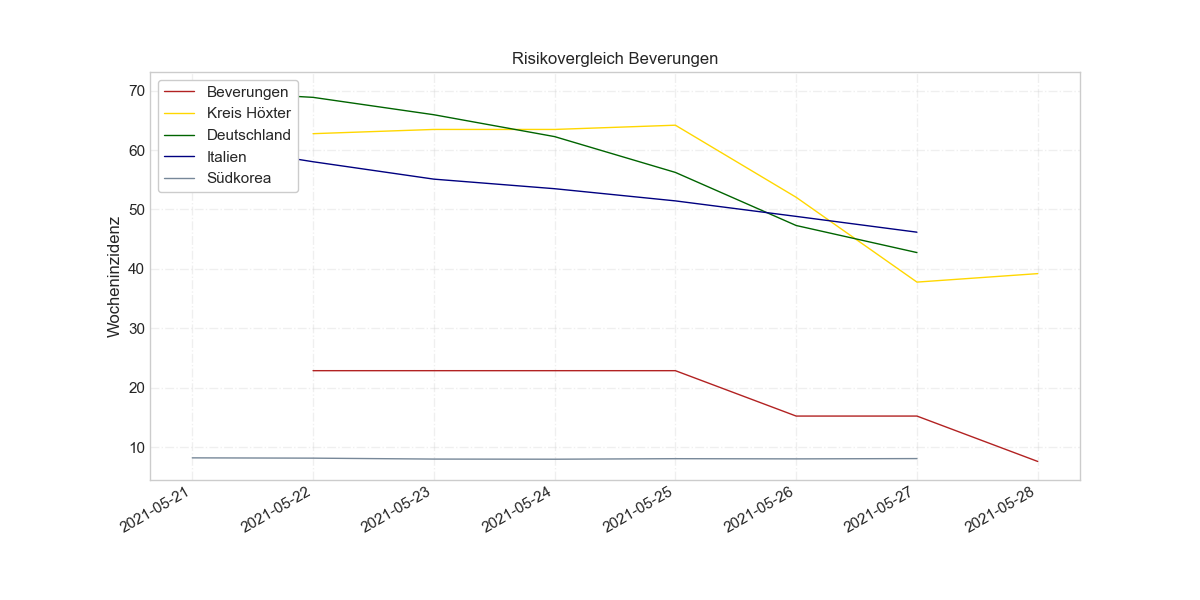 Risikovergleich Beverungen
Beverungen
Kreis Höxter
Deutschland
Italien
Südkorea
Wocheninzidenz
70
60
50
40
30
20
10
2021-05-21
2021-05-22
2021-05-23
2021-05-24
2021-05-25
2021-05-26
2021-05-27
2021-05-28